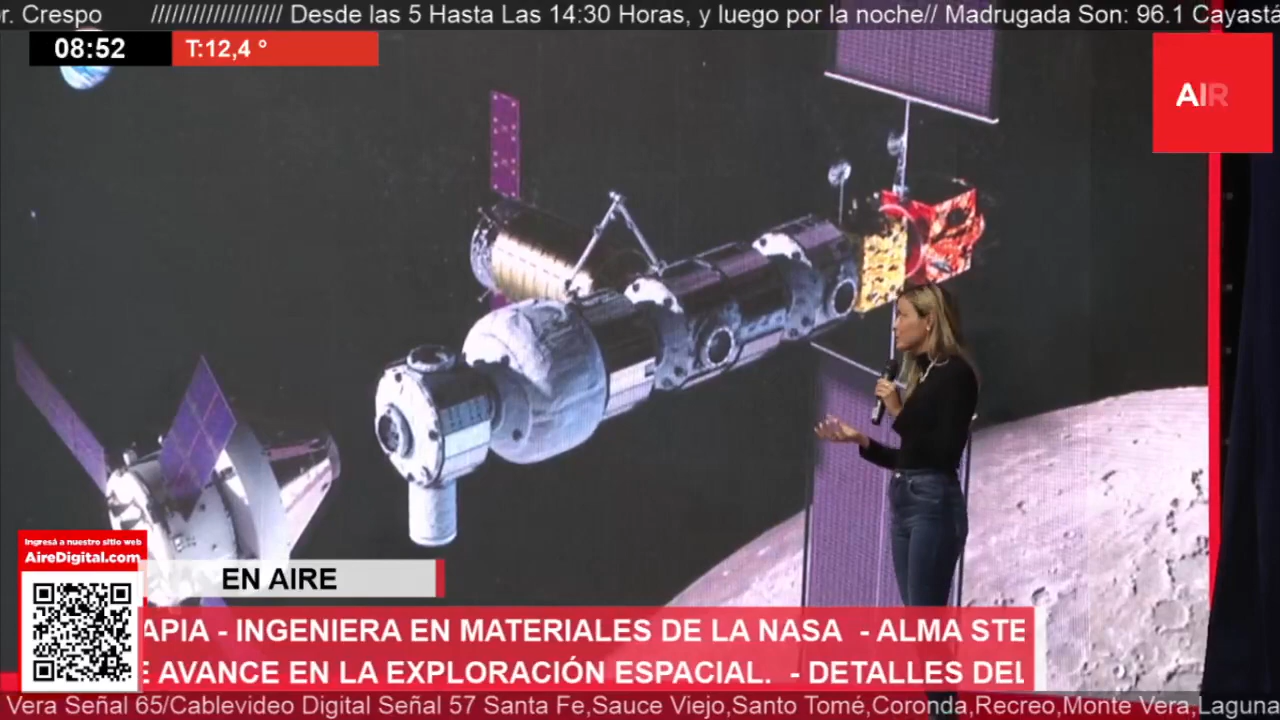 or. Crespo //////////////////// Desde las 5 Hasta Las 14:30 Horas, y luego por la noche// Madrugada Son: 96.1 Cayastá
08:52 T:12,4 °
AIR
Ingresá a nuestro sitio web
AireDigital.com
EN AIRE
APIA - INGENIERA EN MATERIALES DE LA NASA - ALMA STE
E AVANCE EN LA EXPLORACIÓN ESPACIAL. - DETALLES DEL
Vera Señal 65/Cablevideo Digital Señal 57 Santa Fe,Sauce Viejo,Santo Tomé,Coronda,Recreo,Monte Vera,Laguna